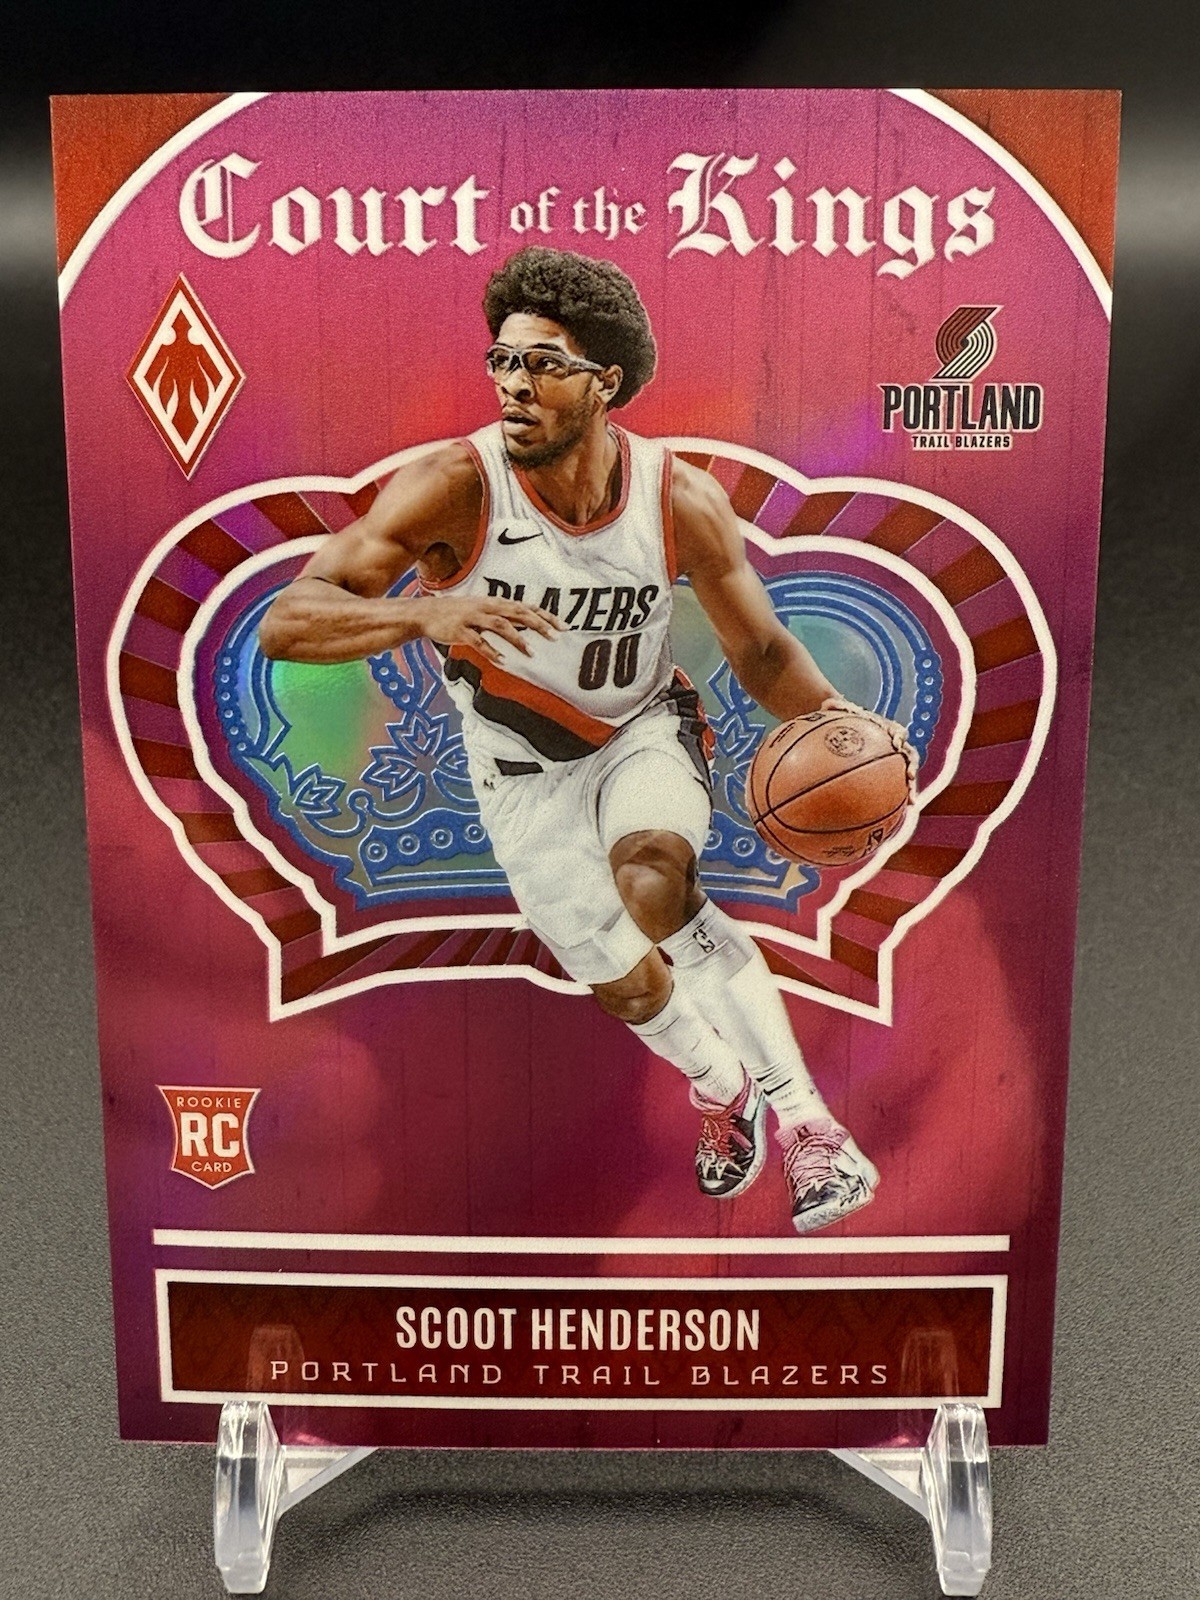 Court of the Kings
PORTLAND
TRAIL BLAZERS
BLAZERS
00
ROOKIE
RC
CARD
SCOOT HENDERSON
PORTLAND TRAIL BLAZERS